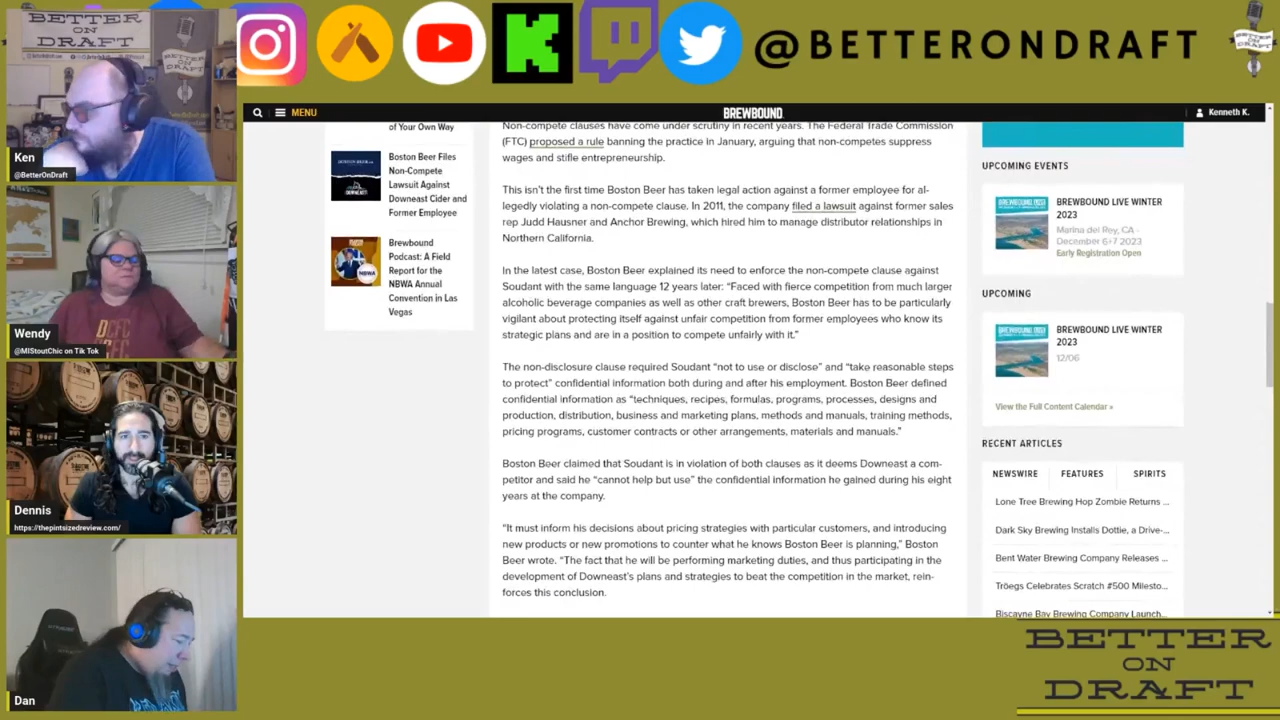 BETTER
ON
DRAFT
@BETTERONDRAFT
BETTER
ON DRAFT
Ken
@BetterOnDraft
Wendy
@MIStoutChic on Tik Tok
Dennis
https://thepintsizedreview.com/
Dan
MENU
BREWBOUND
Kenneth K.
of Your Own Way
Boston Beer Files
Non-Compete
Lawsuit Against
Downeast Cider and
Former Employee
Brewbound
Podcast: A Field
Report for the
NBWA Annual
Convention in Las
Vegas
Non-compete clauses have come under scrutiny in recent years. The Federal Trade Commission
(FTC) proposed a rule banning the practice in January, arguing that non-competes suppress
wages and stifle entrepreneurship.
This isn't the first time Boston Beer has taken legal action against a former employee for al-
legedly violating a non-compete clause. In 2011, the company filed a lawsuit against former sales
rep Judd Hausner and Anchor Brewing, which hired him to manage distributor relationships in
Northern California.
In the latest case, Boston Beer explained its need to enforce the non-compete clause against
Soudant with the same language 12 years later: “Faced with fierce competition from much larger
alcoholic beverage companies as well as other craft brewers, Boston Beer has to be particularly
vigilant about protecting itself against unfair competition from former employees who know its
strategic plans and are in a position to compete unfairly with it.”
The non-disclosure clause required Soudant “not to use or disclose” and “take reasonable steps
to protect” confidential information both during and after his employment. Boston Beer defined
confidential information as “techniques, recipes, formulas, programs, processes, designs and
production, distribution, business and marketing plans, methods and manuals, training methods,
pricing programs, customer contracts or other arrangements, materials and manuals.”
Boston Beer claimed that Soudant is in violation of both clauses as it deems Downeast a com-
petitor and said he “cannot help but use” the confidential information he gained during his eight
years at the company.
“It must inform his decisions about pricing strategies with particular customers, and introducing
new products or new promotions to counter what he knows Boston Beer is planning,” Boston
Beer wrote. “The fact that he will be performing marketing duties, and thus participating in the
development of Downeast's plans and strategies to beat the competition in the market, rein-
forces this conclusion.
UPCOMING EVENTS
BREWBOUND LIVE WINTER
2023
Marina del Rey, CA -
December 6+7 2023
Early Registration Open
UPCOMING
BREWBOUND LIVE WINTER
2023
12/06
View the Full Content Calendar »
RECENT ARTICLES
NEWSWIRE FEATURES SPIRITS
Lone Tree Brewing Hop Zombie Returns ...
Dark Sky Brewing Installs Dottie, a Drive-...
Bent Water Brewing Company Releases ...
Tröegs Celebrates Scratch #500 Milesto...
Biscayne Bay Brewing Company Launch...
BETTER
ON
DRAFT